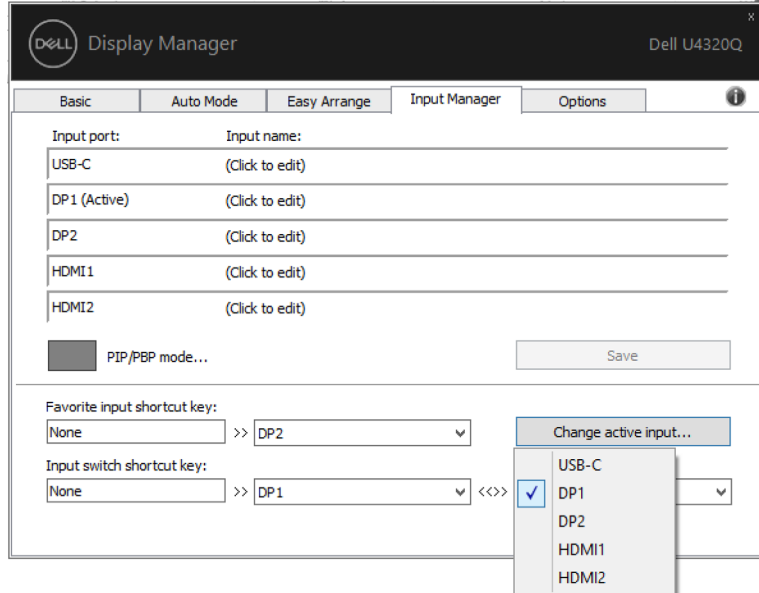 DELL Display Manager
Dell U4320Q
Basic Auto Mode Easy Arrange Input Manager Options
Input port: Input name:
USB-C (Click to edit)
DP1 (Active) (Click to edit)
DP2 (Click to edit)
HDMI1 (Click to edit)
HDMI2 (Click to edit)
PIP/PBP mode... Save
Favorite input shortcut key:
None >> DP2 Change active input...
Input switch shortcut key:
None >> DP1 <<>>
USB-C
DP1
DP2
HDMI1
HDMI2